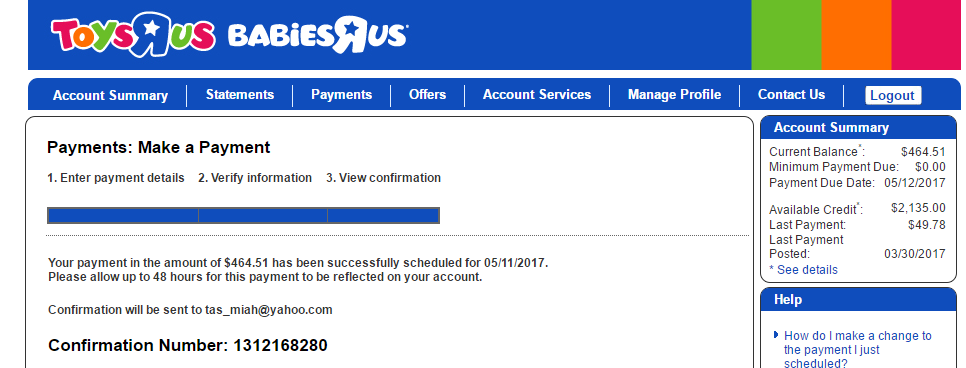 TOYS R US BABIES R US
Account Summary Statements Payments Offers Account Services Manage Profile Contact Us Logout
Payments: Make a Payment
1. Enter payment details 2. Verify information 3. View confirmation
Your payment in the amount of $464.51 has been successfully scheduled for 05/11/2017.
Please allow up to 48 hours for this payment to be reflected on your account.
Confirmation will be sent to tas_miah@yahoo.com
Confirmation Number: 1312168280
Account Summary
Current Balance*: $464.51
Minimum Payment Due: $0.00
Payment Due Date: 05/12/2017
Available Credit*: $2,135.00
Last Payment: $49.78
Last Payment
Posted: 03/30/2017
* See details
Help
How do I make a change to
the payment I just
scheduled?